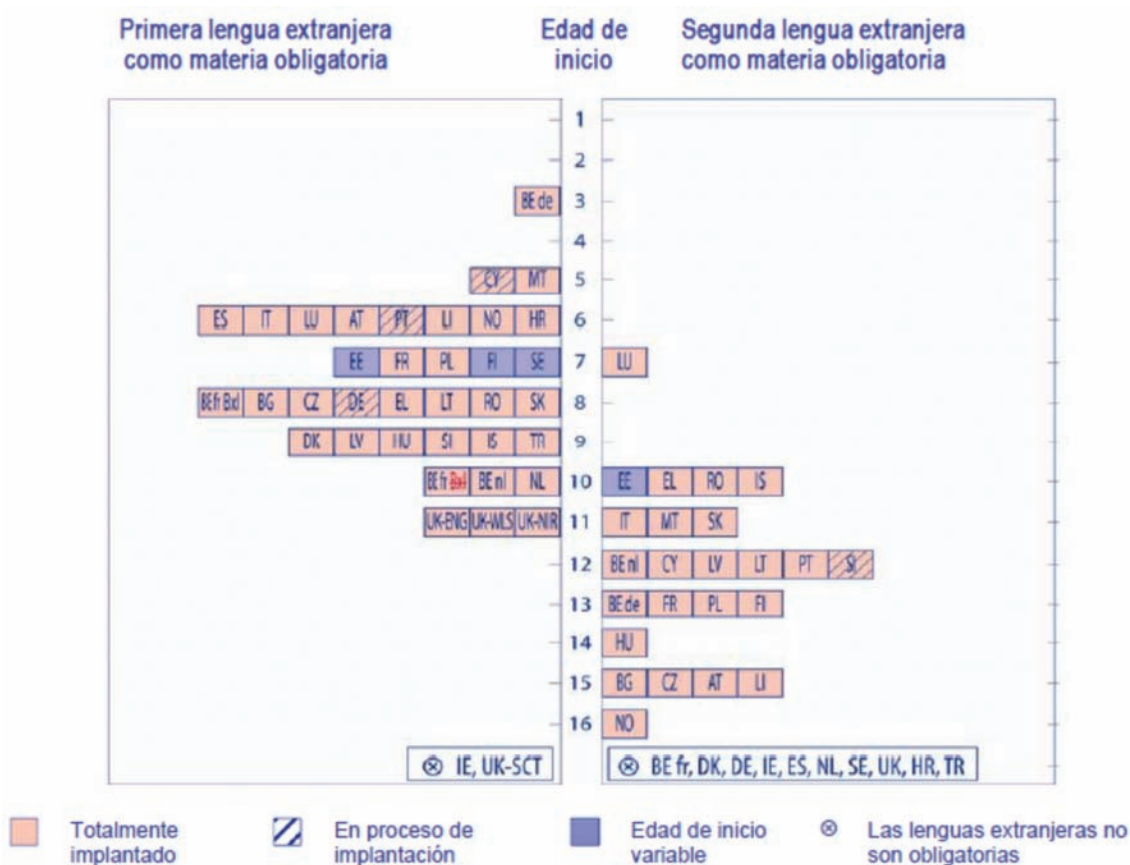 Primera lengua extranjera
como materia obligatoria
Edad de
inicio
Segunda lengua extranjera
como materia obligatoria
1
2
BE de 3
4
CY MT 5
ES IT LU AT PT LI NO HR 6
EE FR PL FI SE 7 LU
BE fr Bxl BG CZ DE EL LT RO SK 8
DK LV HU SI IS TR 9
BE fr Bxl BE nl NL 10 EE EL RO IS
UK-ENG UK-WLS UK-NIR 11 IT MT SK
12 BE nl CY LV LT PT SI
13 BE de FR PL FI
14 HU
15 BG CZ AT LI
16 NO
⊗ IE, UK-SCT
⊗ BE fr, DK, DE, IE, ES, NL, SE, UK, HR, TR
Totalmente
implantado
En proceso de
implantación
Edad de inicio
variable
⊗ Las lenguas extranjeras no
son obligatorias